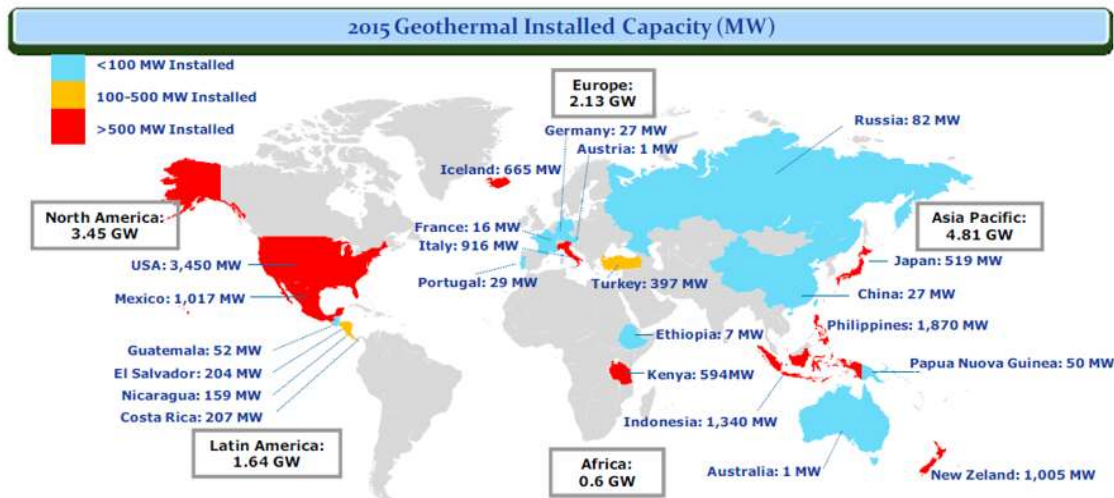 2015 Geothermal Installed Capacity (MW)
<100 MW Installed
100-500 MW Installed
>500 MW Installed
Europe:
2.13 GW
Germany: 27 MW
Austria: 1 MW
Russia: 82 MW
Iceland: 665 MW
North America:
3.45 GW
France: 16 MW
Italy: 916 MW
Asia Pacific:
4.81 GW
USA: 3,450 MW
Japan: 519 MW
Portugal: 29 MW
Turkey: 397 MW
Mexico: 1,017 MW
China: 27 MW
Philippines: 1,870 MW
Guatemala: 52 MW
Ethiopia: 7 MW
El Salvador: 204 MW
Papua Nuova Guinea: 50 MW
Nicaragua: 159 MW
Kenya: 594MW
Costa Rica: 207 MW
Indonesia: 1,340 MW
Latin America:
1.64 GW
Africa:
0.6 GW
Australia: 1 MW
New Zeland: 1,005 MW